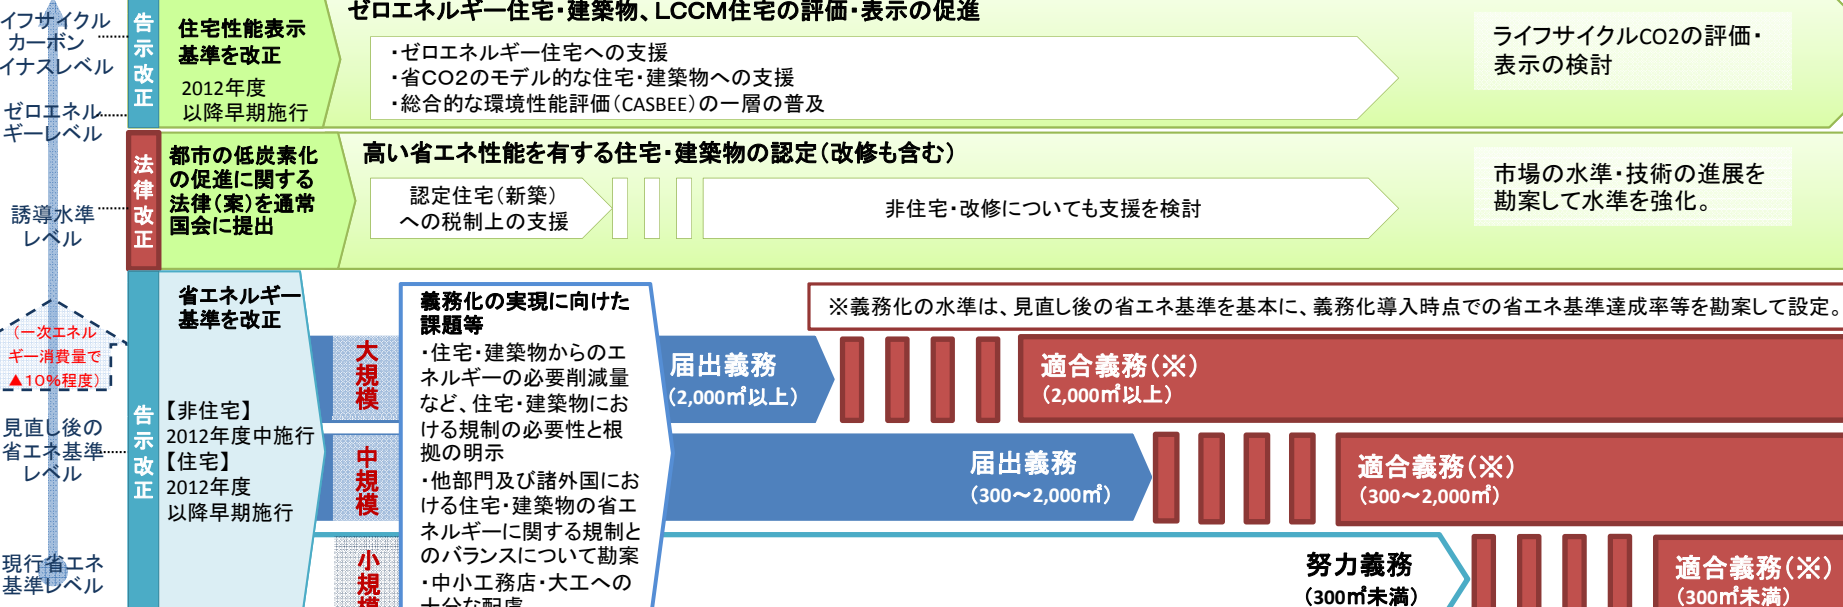 イフサイクル
カーボン
イナスレベル
ゼロエネル
ギーレベル
誘導水準
レベル
(一次エネル
ギー消費量で
▲10%程度)
見直し後の
省エネ基準
レベル
現行省エネ
基準レベル
告示改正
住宅性能表示
基準を改正
2012年度
以降早期施行
ゼロエネルギー住宅・建築物、LCCM住宅の評価・表示の促進
・ゼロエネルギー住宅への支援
・省CO2のモデル的な住宅・建築物への支援
・総合的な環境性能評価(CASBEE)の一層の普及
ライフサイクルCO2の評価・
表示の検討
法律改正
都市の低炭素化
の促進に関する
法律(案)を通常
国会に提出
高い省エネ性能を有する住宅・建築物の認定(改修も含む)
認定住宅(新築)
への税制上の支援
非住宅・改修についても支援を検討
市場の水準・技術の進展を
勘案して水準を強化。
告示改正
省エネルギー
基準を改正
【非住宅】
2012年度中施行
【住宅】
2012年度
以降早期施行
大規模
中規模
小規模
義務化の実現に向けた
課題等
・住宅・建築物からのエ
ネルギーの必要削減量
など、住宅・建築物にお
ける規制の必要性と根
拠の明示
・他部門及び諸外国にお
ける住宅・建築物の省エ
ネルギーに関する規制と
のバランスについて勘案
・中小工務店・大工への
十分な配慮
※義務化の水準は、見直し後の省エネ基準を基本に、義務化導入時点での省エネ基準達成率等を勘案して設定。
届出義務
(2,000㎡以上)
適合義務(※)
(2,000㎡以上)
届出義務
(300～2,000㎡)
適合義務(※)
(300～2,000㎡)
努力義務
(300㎡未満)
適合義務(※)
(300㎡未満)